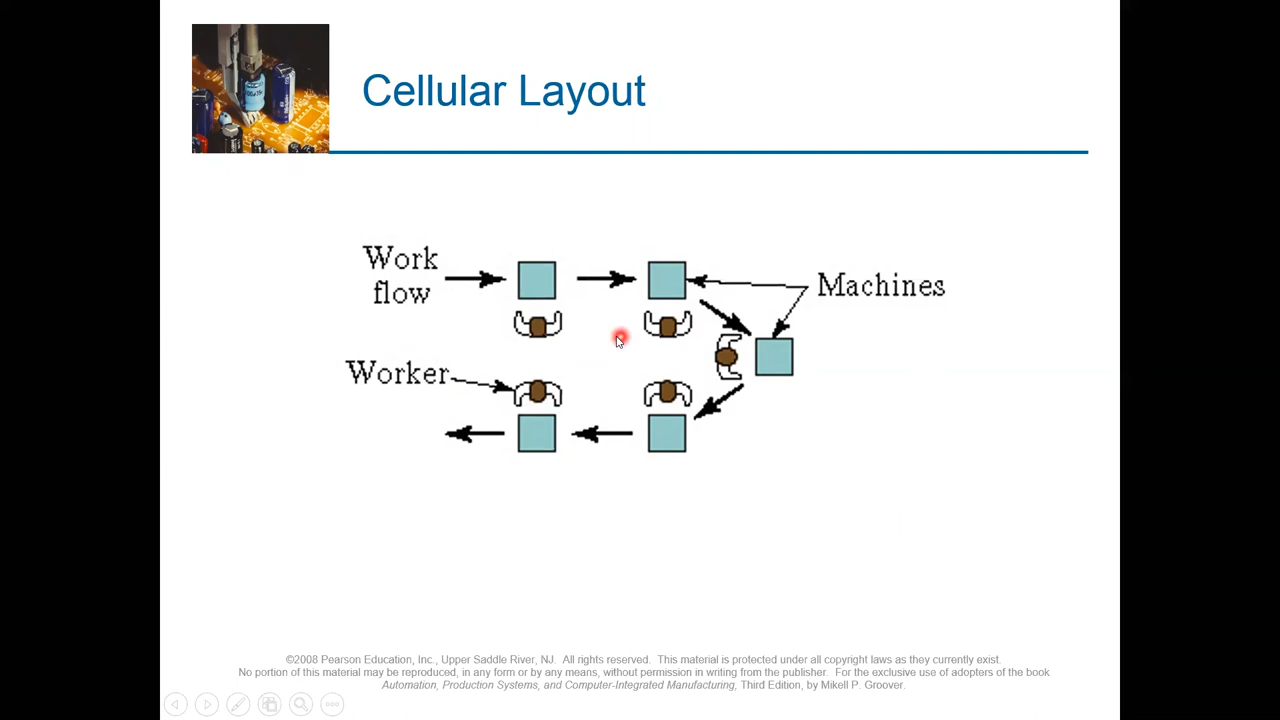 Cellular Layout
Work
flow
Machines
Worker
©2008 Pearson Education, Inc., Upper Saddle River, NJ. All rights reserved. This material is protected under all copyright laws as they currently exist.
No portion of this material may be reproduced, in any form or by any means, without permission in writing from the publisher. For the exclusive use of adopters of the book
Automation, Production Systems, and Computer-Integrated Manufacturing, Third Edition, by Mikell P. Groover.